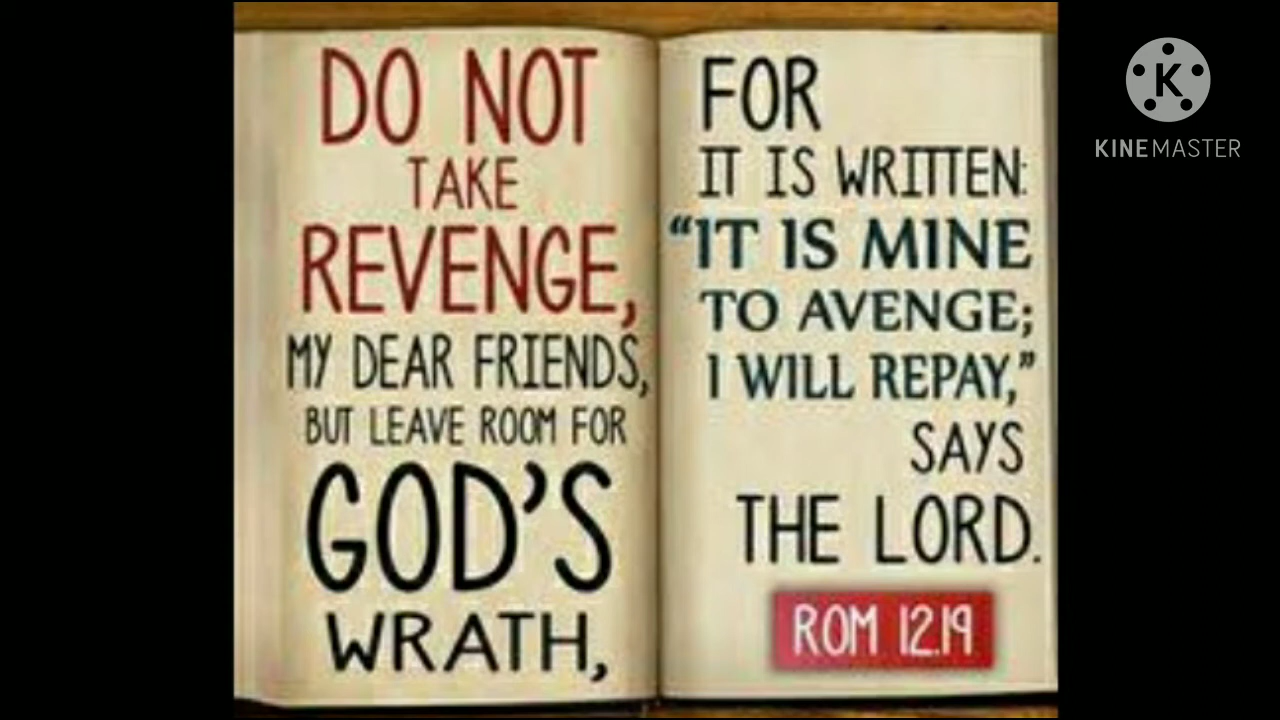 DO NOT
TAKE
REVENGE,
MY DEAR FRIENDS,
BUT LEAVE ROOM FOR
GOD'S
WRATH,
FOR
IT IS WRITTEN:
“IT IS MINE
TO AVENGE;
I WILL REPAY,”
SAYS
THE LORD.
ROM 12.19
K
KINEMASTER